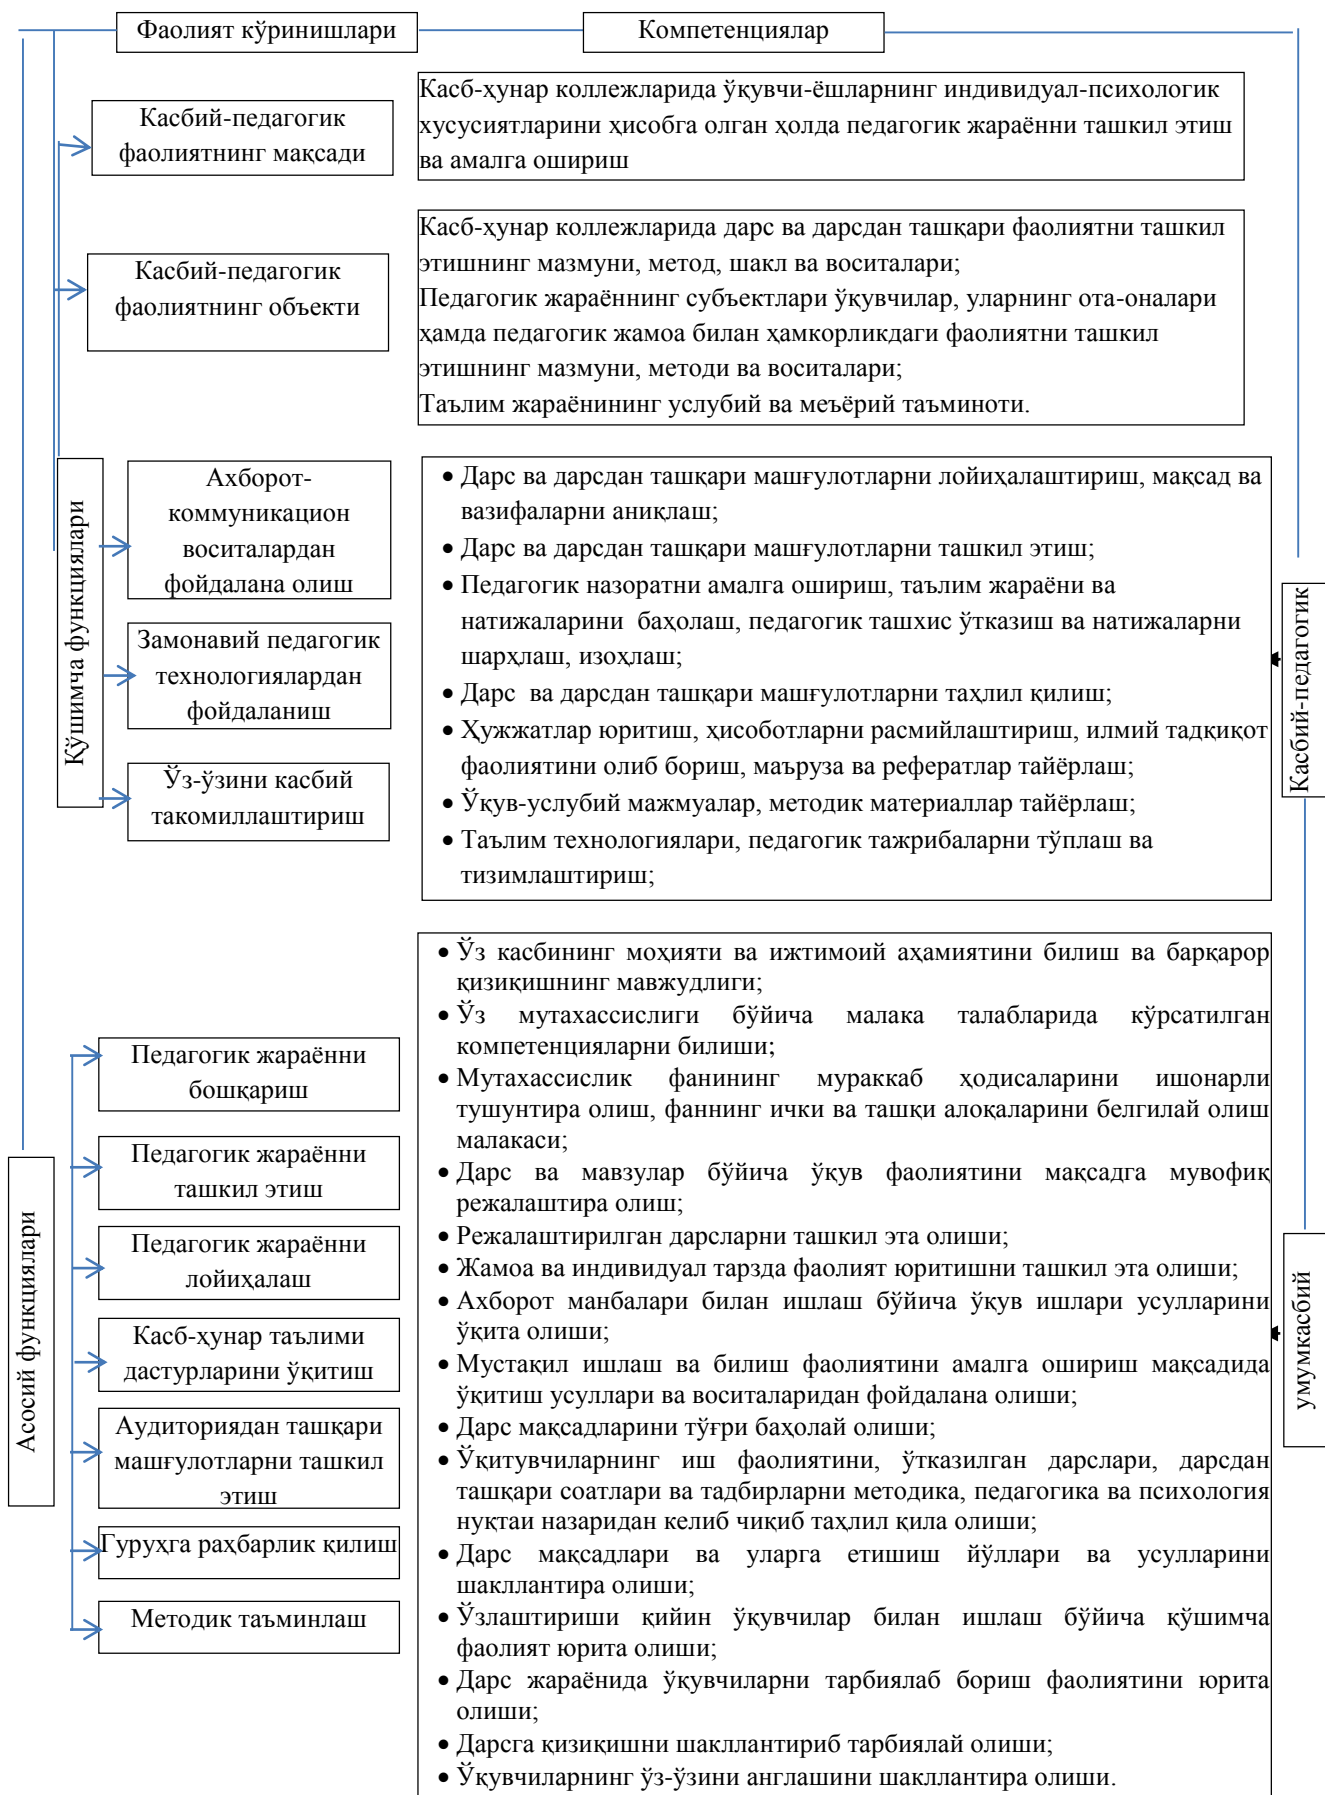 Фаолият кўринишлари
Компетенциялар
Касбий-педагогик
фаолиятнинг мақсади
Касб-ҳунар коллежларида ўқувчи-ёшларнинг индивидуал-психологик
хусусиятларини ҳисобга олган ҳолда педагогик жараённи ташкил этиш
ва амалга ошириш
Касбий-педагогик
фаолиятнинг объекти
Касб-ҳунар коллежларида дарс ва дарсдан ташқари фаолиятни ташкил
этишнинг мазмуни, метод, шакл ва воситалари;
Педагогик жараённинг субъектлари ўқувчилар, уларнинг ота-оналари
ҳамда педагогик жамоа билан ҳамкорликдаги фаолиятни ташкил
этишнинг мазмуни, методи ва воситалари;
Таълим жараёнининг услубий ва меъёрий таъминоти.
Қўшимча функциялари
Ахборот-
коммуникацион
воситалардан
фойдалана олиш
Замонавий педагогик
технологиялардан
фойдаланиш
Ўз-ўзини касбий
такомиллаштириш
• Дарс ва дарсдан ташқари машғулотларни лойиҳалаштириш, мақсад ва
вазифаларни аниқлаш;
• Дарс ва дарсдан ташқари машғулотларни ташкил этиш;
• Педагогик назоратни амалга ошириш, таълим жараёни ва
натижаларини баҳолаш, педагогик ташхис ўтказиш ва натижаларни
шарҳлаш, изоҳлаш;
• Дарс ва дарсдан ташқари машғулотларни таҳлил қилиш;
• Ҳужжатлар юритиш, ҳисоботларни расмийлаштириш, илмий тадқиқот
фаолиятини олиб бориш, маъруза ва рефератлар тайёрлаш;
• Ўқув-услубий мажмуалар, методик материаллар тайёрлаш;
• Таълим технологиялари, педагогик тажрибаларни тўплаш ва
тизимлаштириш;
Касбий-педагогик
Асосий функциялари
Педагогик жараённи
бошқариш
Педагогик жараённи
ташкил этиш
Педагогик жараённи
лойиҳалаш
Касб-ҳунар таълими
дастурларини ўқитиш
Аудиториядан ташқари
машғулотларни ташкил
этиш
Гуруҳга раҳбарлик қилиш
Методик таъминлаш
• Ўз касбининг моҳияти ва ижтимоий аҳамиятини билиш ва барқарор
қизиқишнинг мавжудлиги;
• Ўз мутахассислиги бўйича малака талабларида кўрсатилган
компетенцияларни билиши;
• Мутахассислик фанининг мураккаб ҳодисаларини ишонарли
тушунтира олиш, фаннинг ички ва ташқи алоқаларини белгилай олиш
малакаси;
• Дарс ва мавзулар бўйича ўқув фаолиятини мақсадга мувофиқ
режалаштира олиш;
• Режалаштирилган дарсларни ташкил эта олиши;
• Жамоа ва индивидуал тарзда фаолият юритишни ташкил эта олиши;
• Ахборот манбалари билан ишлаш бўйича ўқув ишлари усулларини
ўқита олиши;
• Мустақил ишлаш ва билиш фаолиятини амалга ошириш мақсадида
ўқитиш усуллари ва воситаларидан фойдалана олиши;
• Дарс мақсадларини тўғри баҳолай олиши;
• Ўқитувчиларнинг иш фаолиятини, ўтказилган дарслари, дарсдан
ташқари соатлари ва тадбирларни методика, педагогика ва психология
нуқтаи назаридан келиб чиқиб таҳлил қила олиши;
• Дарс мақсадлари ва уларга етишиш йўллари ва усулларини
шакллантира олиши;
• Ўзлаштириши қийин ўқувчилар билан ишлаш бўйича қўшимча
фаолият юрита олиши;
• Дарс жараёнида ўқувчиларни тарбиялаб бориш фаолиятини юрита
олиши;
• Дарсга қизиқишни шакллантириб тарбиялай олиши;
• Ўқувчиларнинг ўз-ўзини англашини шакллантира олиши.
умумкасбий